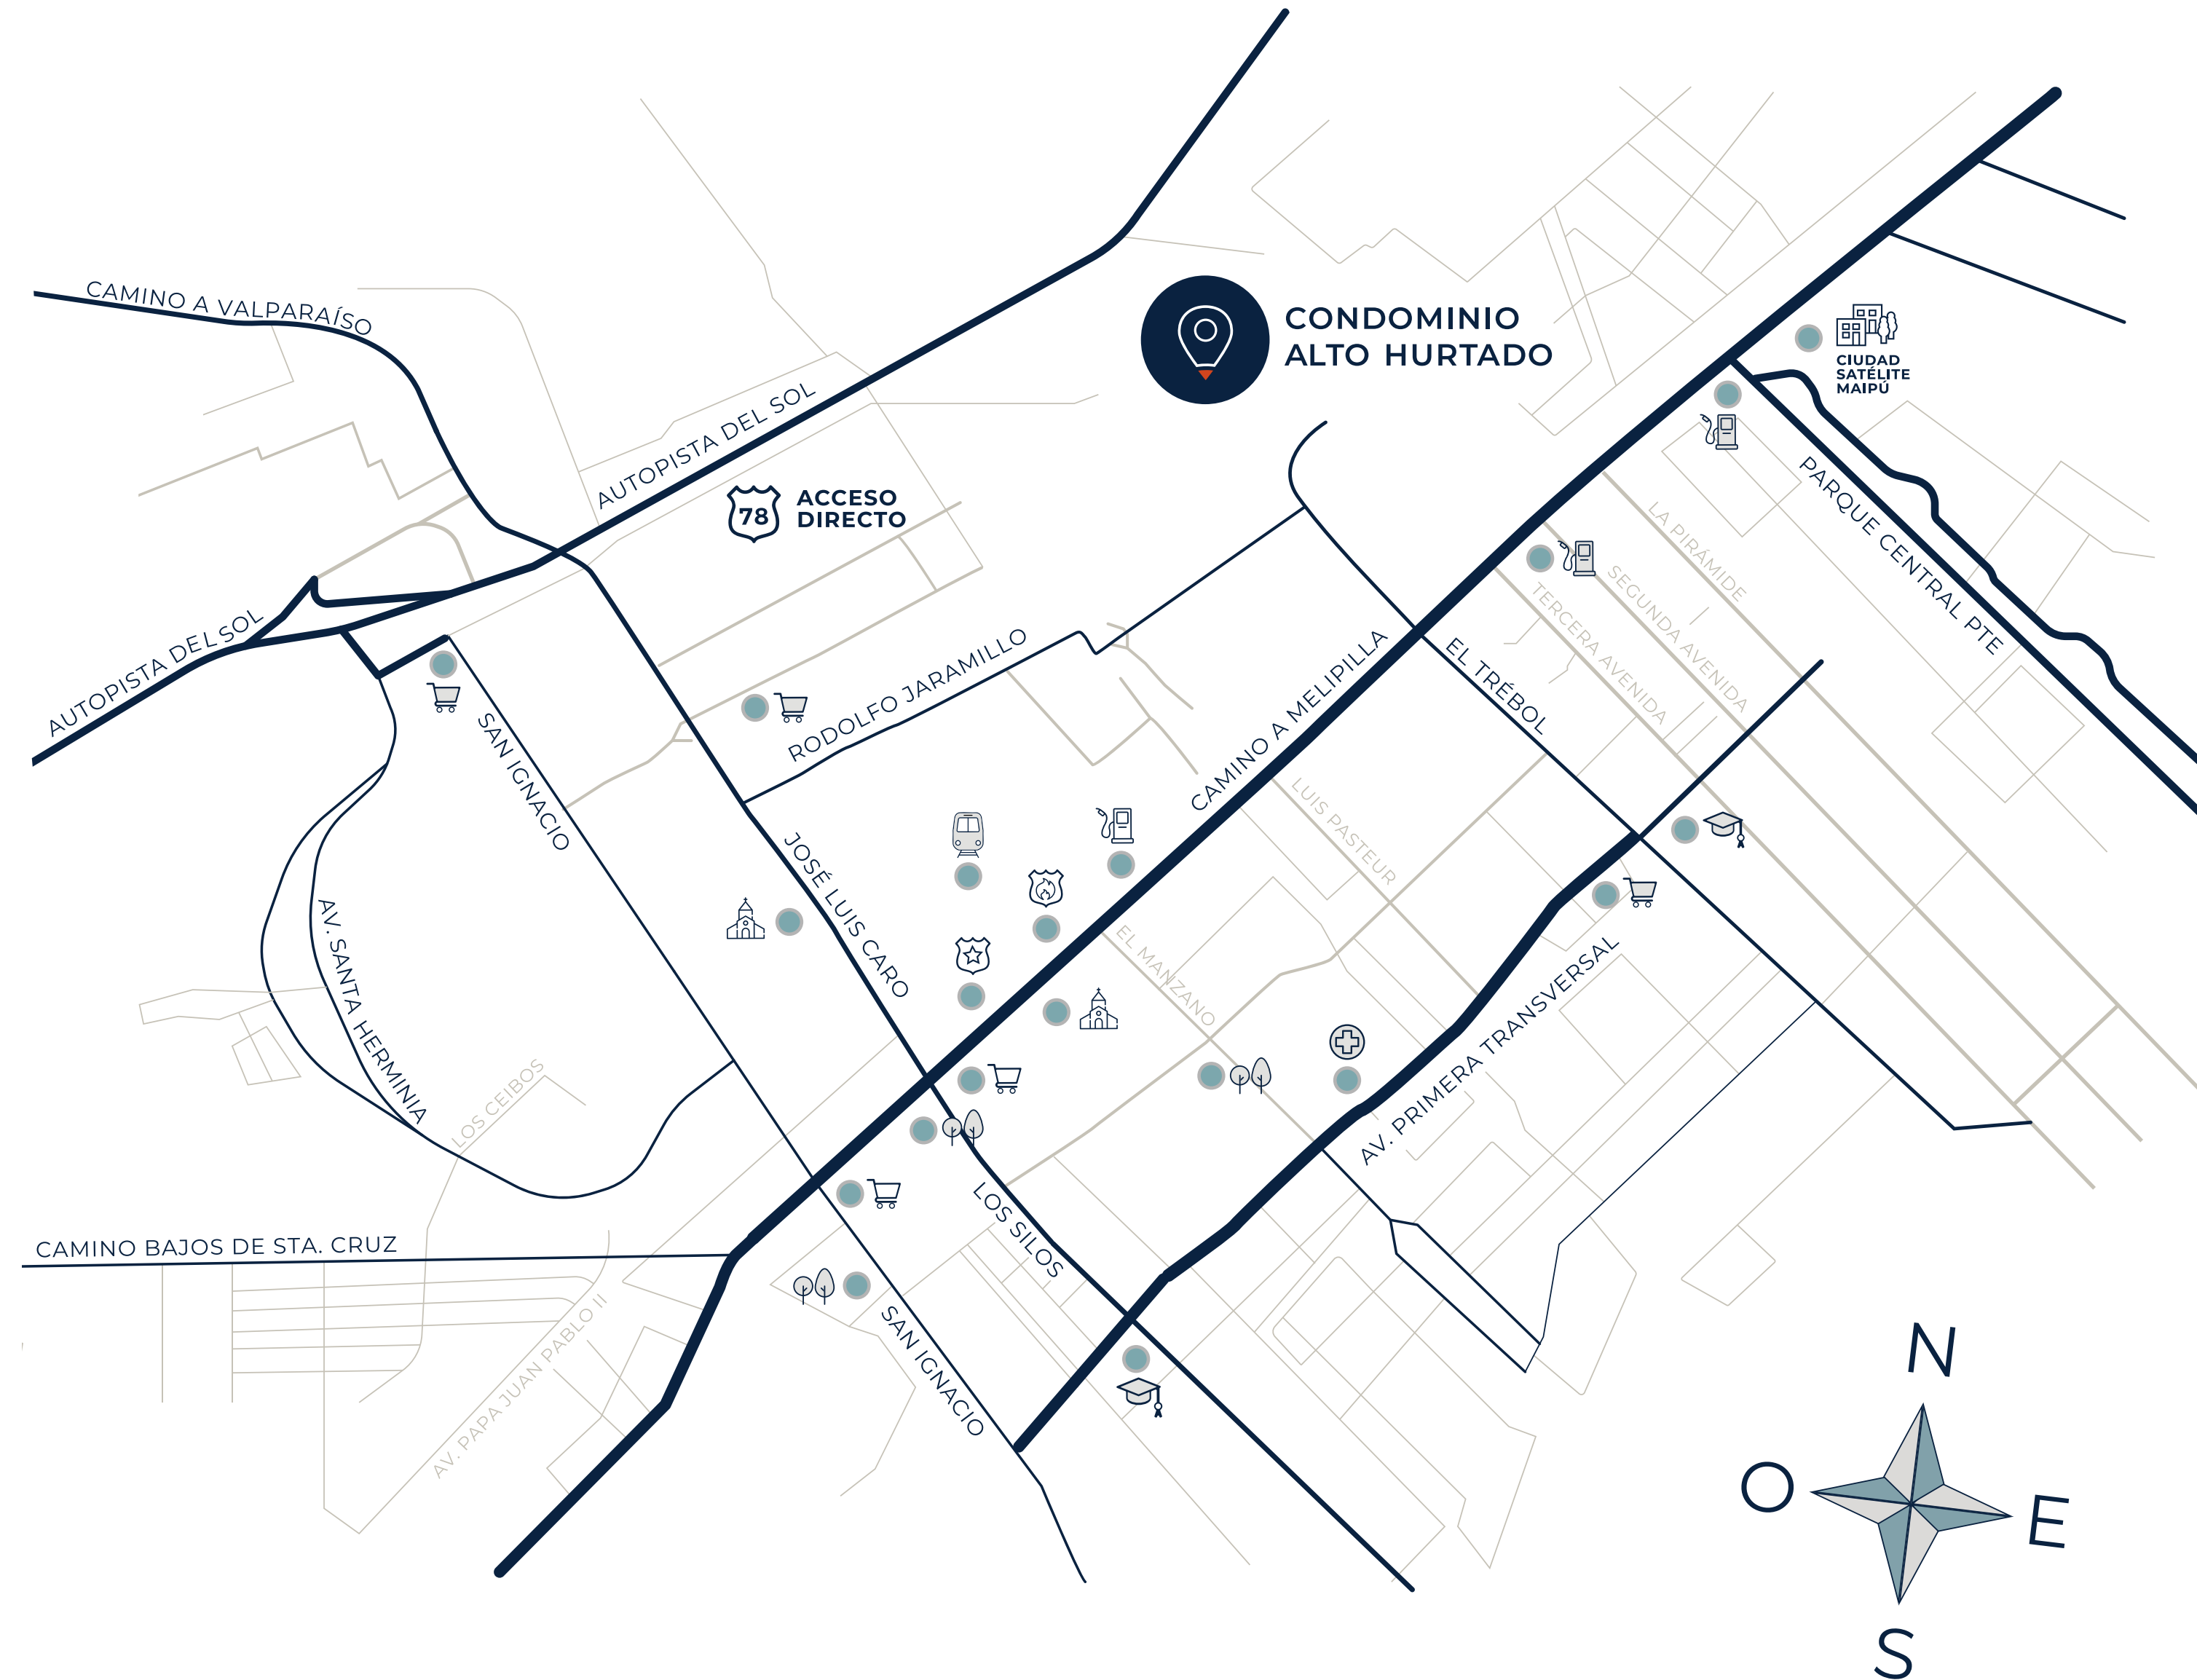 CAMINO A VALPARAÍSO
CONDOMINIO
ALTO HURTADO
CIUDAD
SATÉLITE
MAIPÚ
AUTOPISTA DEL SOL
78
ACCESO
DIRECTO
PARQUE CENTRAL PTE
LA PIRÁMIDE
SEGUNDA AVENIDA
TERCERA AVENIDA
AUTOPISTA DEL SOL
RODOLFO JARAMILLO
CAMINO A MELIPILLA
EL TRÉBOL
SAN IGNACIO
LUIS PASTEUR
JOSÉ LUIS CARO
AV. SANTA HERMINIA
EL MANZANO
AV. PRIMERA TRANSVERSAL
LOS CEIBOS
LOS SILOS
CAMINO BAJOS DE STA. CRUZ
AV. PAPA JUAN PABLO II
SAN IGNACIO
N
O
E
S